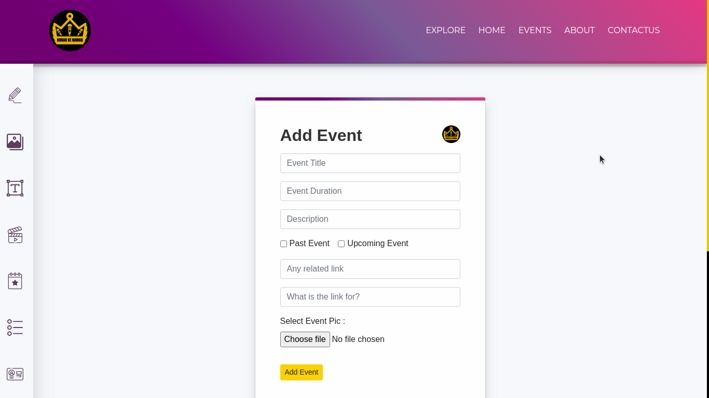 EXPLORE HOME EVENTS ABOUT CONTACTUS
Add Event
Event Title
Event Duration
Description
Past Event Upcoming Event
Any related link
What is the link for?
Select Event Pic :
Choose file No file chosen
Add Event